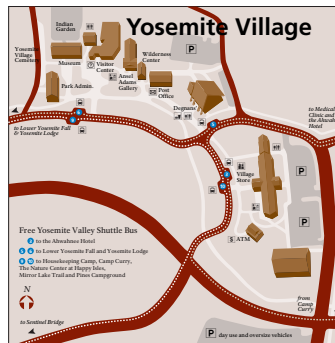 Yosemite Village
Indian
Garden
P
Yosemite
Village
Cemetery
Museum
Visitor
Center
Wilderness
Center
Ansel
Adams
Gallery
Post
Office
Park Admin.
Degnans
to Lower Yosemite Fall
& Yosemite Lodge
to Medical
Clinic and
the Ahwahnee
Hotel
Village
Store
P
P
$ ATM
Free Yosemite Valley Shuttle Bus
to the Ahwahnee Hotel
to Lower Yosemite Fall and Yosemite Lodge
to Housekeeping Camp, Camp Curry,
The Nature Center at Happy Isles,
Mirror Lake Trail and Pines Campground
N
from
Camp
Curry
to Sentinel Bridge
P day use and oversize vehicles